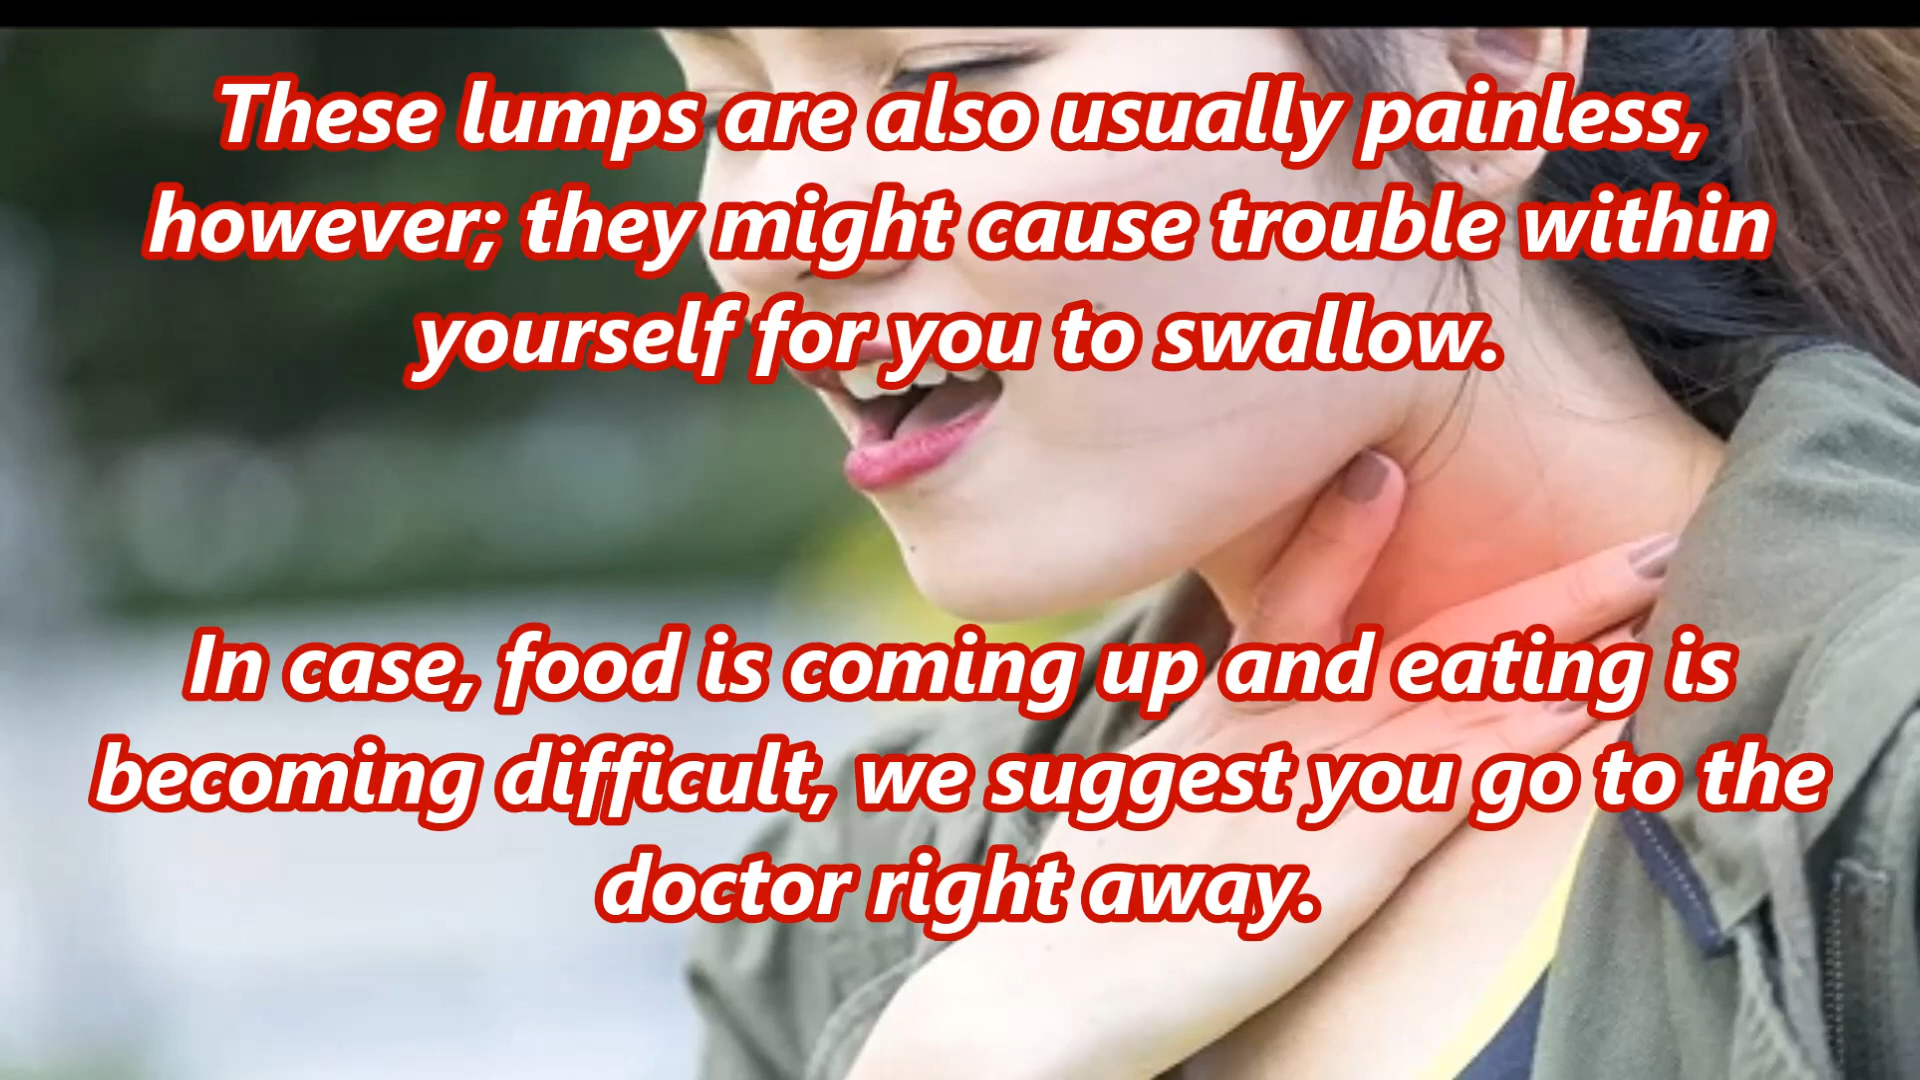 These lumps are also usually painless,
however; they might cause trouble within
yourself for you to swallow.
In case, food is coming up and eating is
becoming difficult, we suggest you go to the
doctor right away.